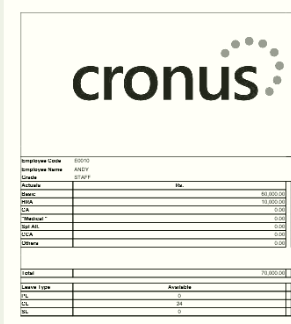 cronus
Employee Code E0010
Employee Name ANDY
Grade STAFF
Actuals Rs.
Basic 60,000.00
HRA 10,000.00
CA 0.00
"Medical" 0.00
Spl All. 0.00
CCA 0.00
Others 0.00
Total 70,000.00
Leave Type Available
PL 0
CL 24
SL 0